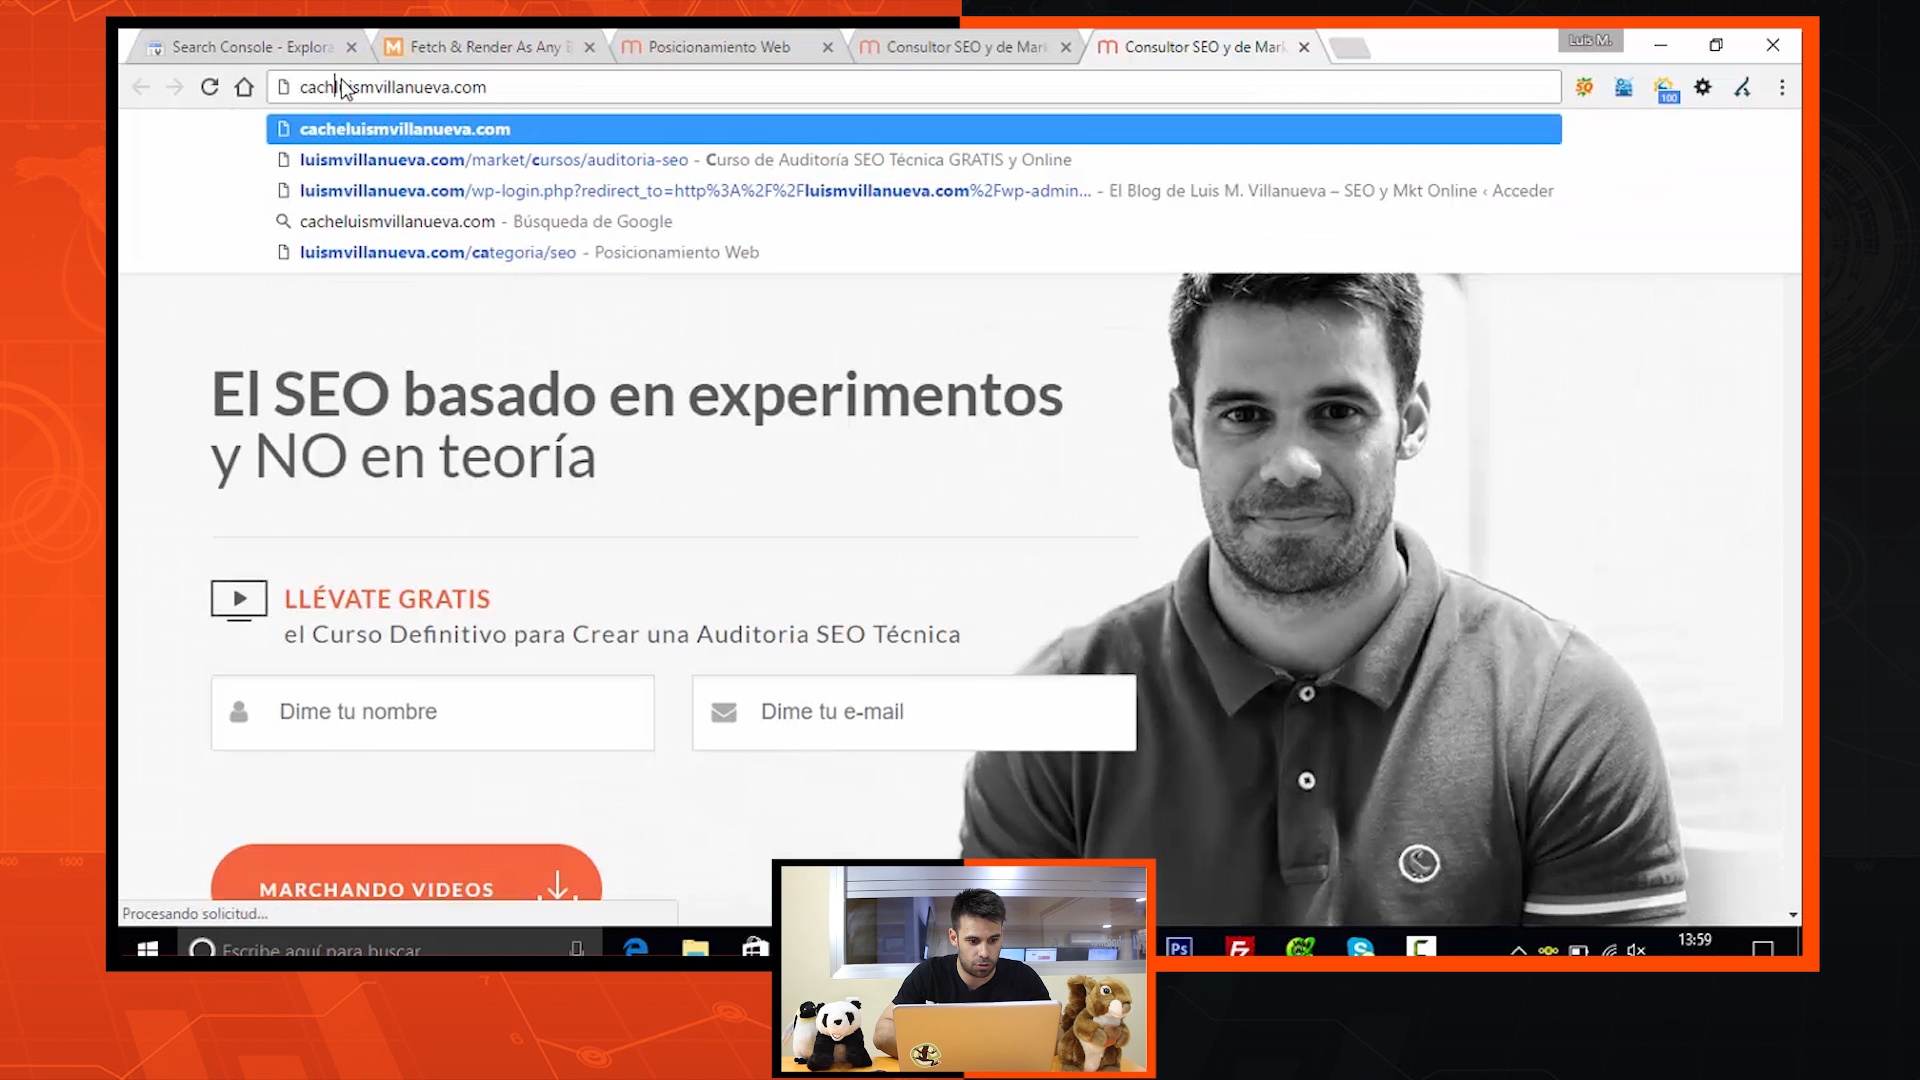 Search Console - Explora
Fetch & Render As Any
Posicionamiento Web
Consultor SEO y de Mar
Consultor SEO y de Mark
Luis M.
cachluismvillanueva.com
100
cacheluismvillanueva.com
luismvillanueva.com/market/cursos/auditoria-seo - Curso de Auditoría SEO Técnica GRATIS y Online
luismvillanueva.com/wp-login.php?redirect_to=http%3A%2F%2Fluismvillanueva.com%2Fwp-admin... - El Blog de Luis M. Villanueva – SEO y Mkt Online ‹ Acceder
cacheluismvillanueva.com - Búsqueda de Google
luismvillanueva.com/categoria/seo - Posicionamiento Web
El SEO basado en experimentos
y NO en teoría
LLÉVATE GRATIS
el Curso Definitivo para Crear una Auditoria SEO Técnica
Dime tu nombre
Dime tu e-mail
MARCHANDO VIDEOS
Procesando solicitud...
Escribe aquí para buscar
Ps
13:59